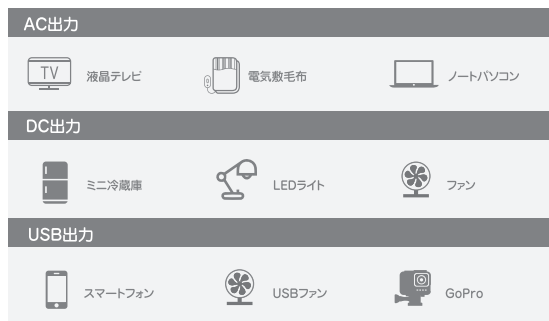 AC出力
TV 液晶テレビ 電気敷毛布 ノートパソコン
DC出力
ミニ冷蔵庫 LEDライト ファン
USB出力
スマートフォン USBファン GoPro